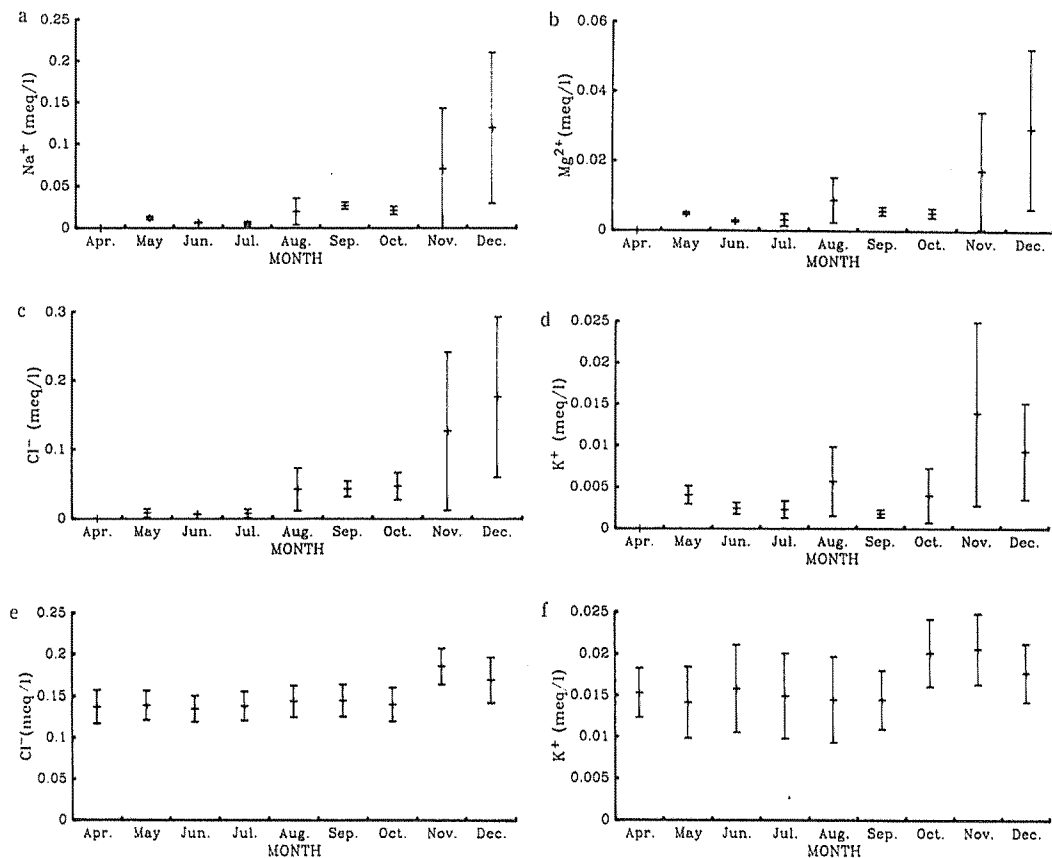 a
Na+ (meq/l)
0.25
0.2
0.15
0.1
0.05
0
Apr. May Jun. Jul. Aug. Sep. Oct. Nov. Dec.
MONTH
b
Mg2+ (meq/l)
0.06
0.04
0.02
0
Apr. May Jun. Jul. Aug. Sep. Oct. Nov. Dec.
MONTH
c
Cl− (meq/l)
0.3
0.2
0.1
0
Apr. May Jun. Jul. Aug. Sep. Oct. Nov. Dec.
MONTH
d
K+ (meq/l)
0.025
0.02
0.015
0.01
0.005
0
Apr. May Jun. Jul. Aug. Sep. Oct. Nov. Dec.
MONTH
e
Cl−(meq/l)
0.25
0.2
0.15
0.1
0.05
0
Apr. May Jun. Jul. Aug. Sep. Oct. Nov. Dec.
MONTH
f
K+ (meq/l)
0.025
0.02
0.015
0.01
0.005
0
Apr. May Jun. Jul. Aug. Sep. Oct. Nov. Dec.
MONTH